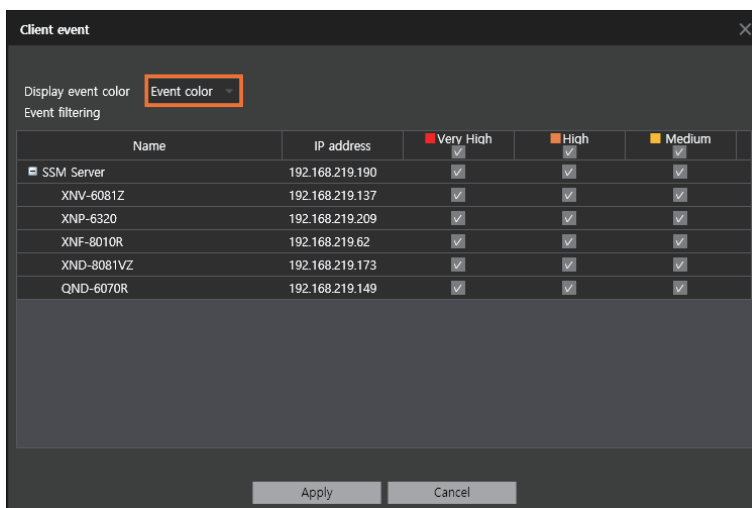 Client event
Display event color Event color
Event filtering
Name IP address Very High High Medium
SSM Server 192.168.219.190
XNV-6081Z 192.168.219.137
XNP-6320 192.168.219.209
XNF-8010R 192.168.219.62
XND-8081VZ 192.168.219.173
QND-6070R 192.168.219.149
Apply Cancel